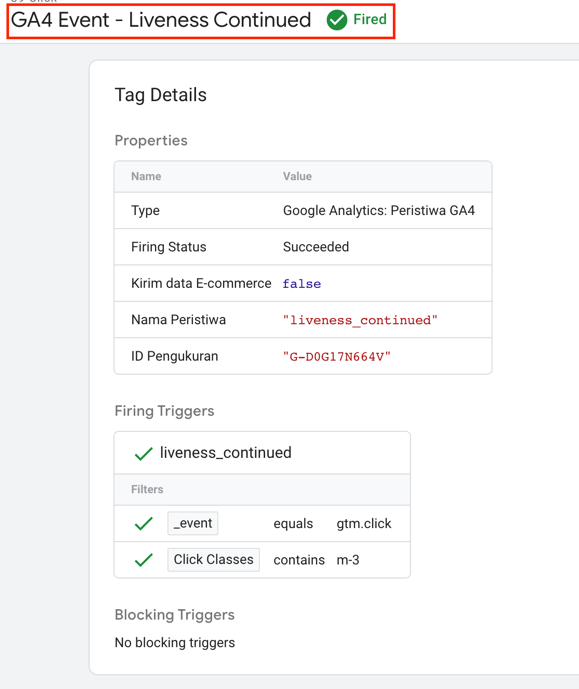 GA4 Event - Liveness Continued Fired
Tag Details
Properties
Name Value
Type Google Analytics: Peristiwa GA4
Firing Status Succeeded
Kirim data E-commerce false
Nama Peristiwa "liveness_continued"
ID Pengukuran "G-D0G17N664V"
Firing Triggers
liveness_continued
Filters
_event equals gtm.click
Click Classes contains m-3
Blocking Triggers
No blocking triggers